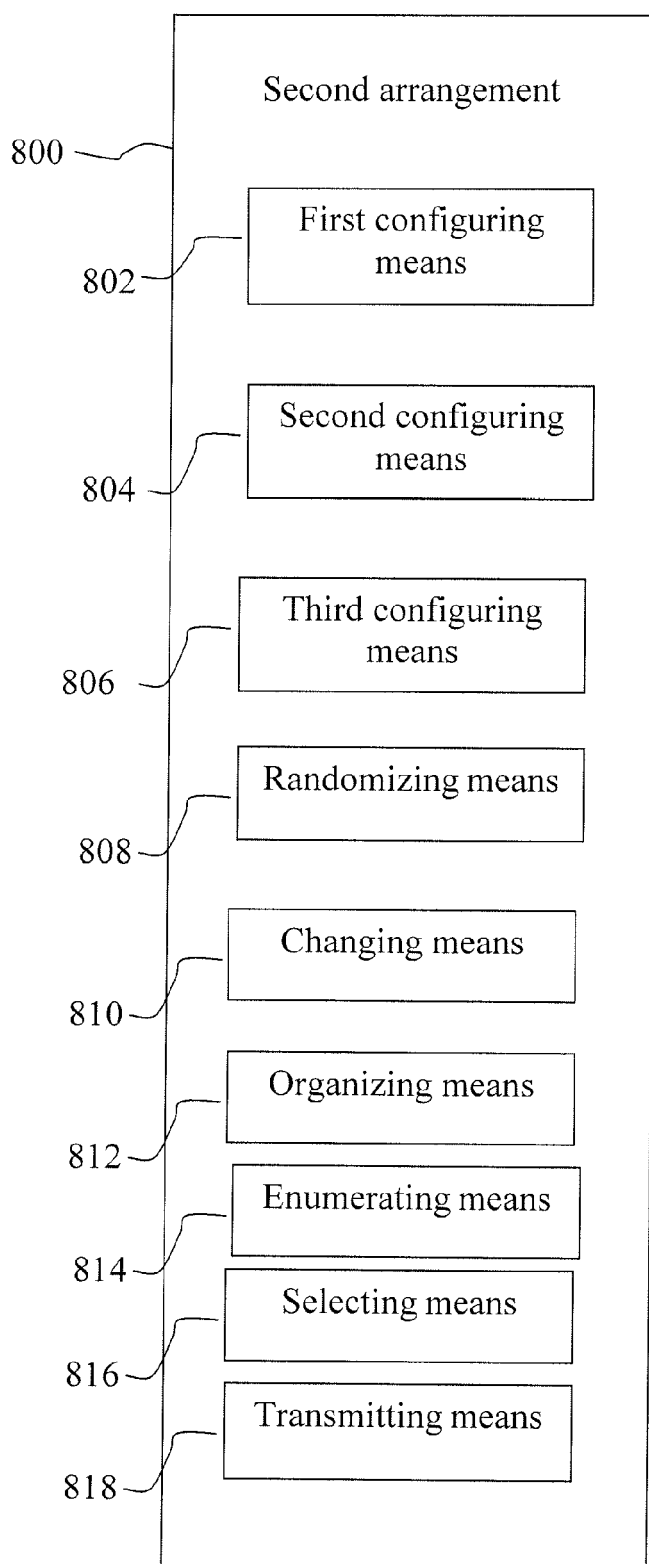 Second arrangement
800
First configuring
means
802
Second configuring
means
804
Third configuring
means
806
Randomizing means
808
Changing means
810
Organizing means
812
Enumerating means
814
Selecting means
816
Transmitting means
818